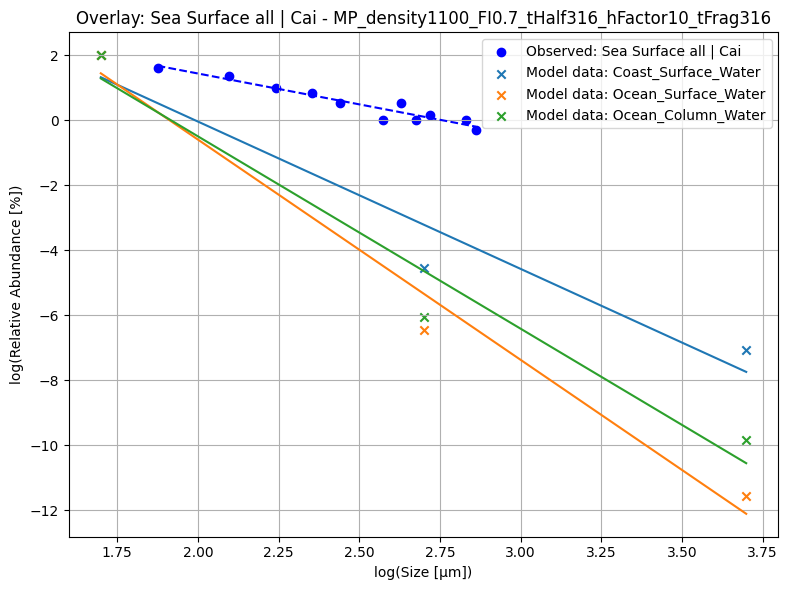 Overlay: Sea Surface all | Cai - MP_density1100_FI0.7_tHalf316_hFactor10_tFrag316
Observed: Sea Surface all | Cai
Model data: Coast_Surface_Water
Model data: Ocean_Surface_Water
Model data: Ocean_Column_Water
log(Relative Abundance [%])
2
0
−2
−4
−6
−8
−10
−12
1.75 2.00 2.25 2.50 2.75 3.00 3.25 3.50 3.75
log(Size [μm])